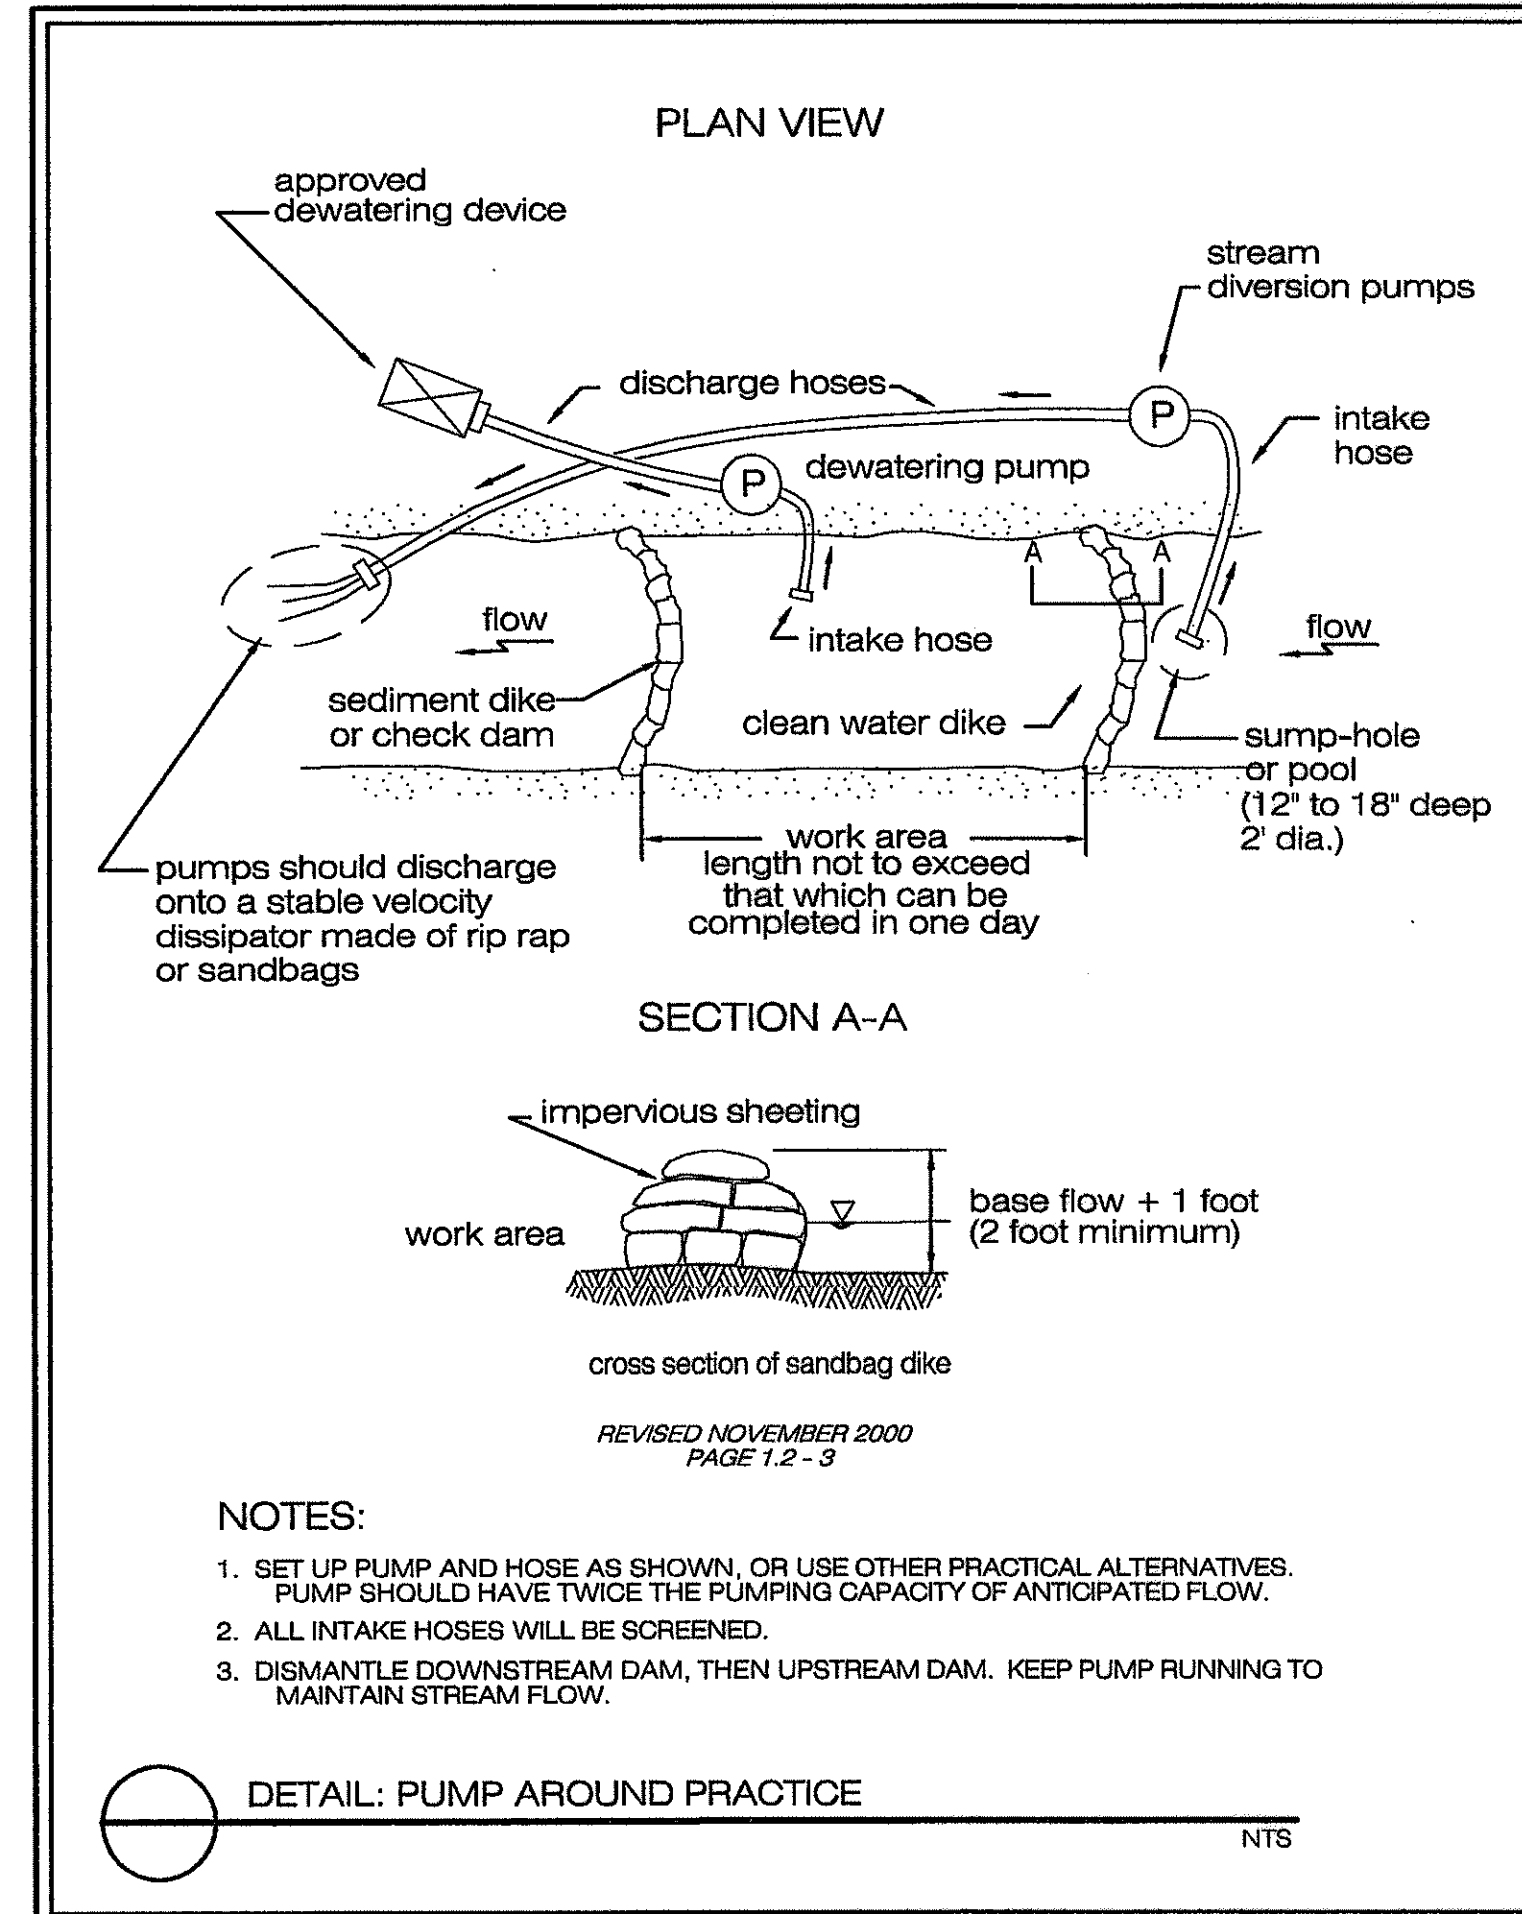 PLAN VIEW
approved
dewatering device
stream
diversion pumps
discharge hoses
P
intake
hose
dewatering pump
P
A A
flow
intake hose
flow
sediment dike
or check dam
clean water dike
sump-hole
or pool
(12" to 18" deep
2' dia.)
work area
length not to exceed
that which can be
completed in one day
pumps should discharge
onto a stable velocity
dissipator made of rip rap
or sandbags
SECTION A-A
impervious sheeting
work area
base flow + 1 foot
(2 foot minimum)
cross section of sandbag dike
REVISED NOVEMBER 2000
PAGE 1.2 - 3
NOTES:
1. SET UP PUMP AND HOSE AS SHOWN, OR USE OTHER PRACTICAL ALTERNATIVES.
PUMP SHOULD HAVE TWICE THE PUMPING CAPACITY OF ANTICIPATED FLOW.
2. ALL INTAKE HOSES WILL BE SCREENED.
3. DISMANTLE DOWNSTREAM DAM, THEN UPSTREAM DAM. KEEP PUMP RUNNING TO
MAINTAIN STREAM FLOW.
DETAIL: PUMP AROUND PRACTICE
NTS